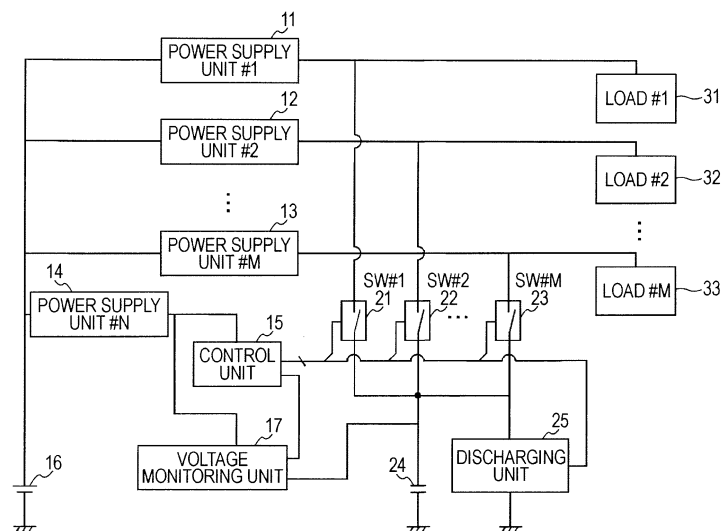 11
POWER SUPPLY
UNIT #1
LOAD #1
31
12
POWER SUPPLY
UNIT #2
LOAD #2
32
13
POWER SUPPLY
UNIT #M
LOAD #M
33
14
POWER SUPPLY
UNIT #N
SW#1
21
SW#2
22
SW#M
23
15
CONTROL
UNIT
17
VOLTAGE
MONITORING UNIT
16
24
25
DISCHARGING
UNIT